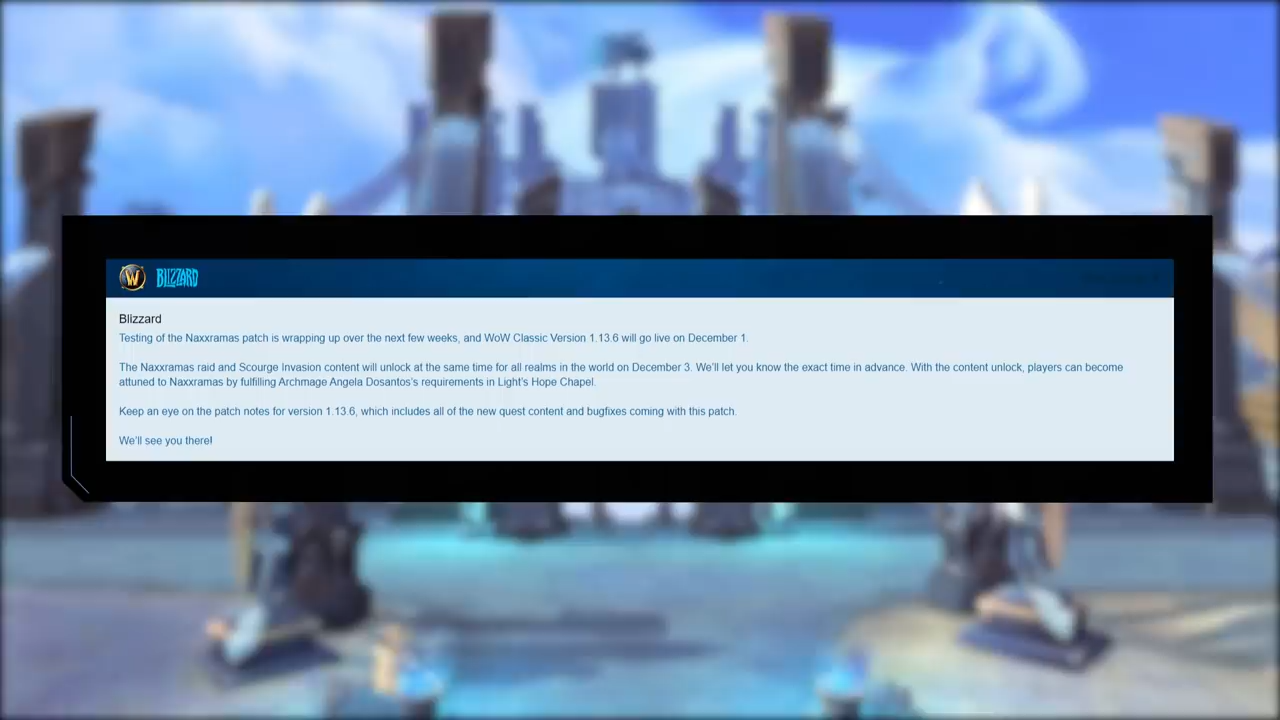 W BLIZZARD
Blizzard
Testing of the Naxxramas patch is wrapping up over the next few weeks, and WoW Classic Version 1.13.6 will go live on December 1.
The Naxxramas raid and Scourge Invasion content will unlock at the same time for all realms in the world on December 3. We'll let you know the exact time in advance. With the content unlock, players can become
attuned to Naxxramas by fulfilling Archmage Angela Dosantos's requirements in Light's Hope Chapel.
Keep an eye on the patch notes for version 1.13.6, which includes all of the new quest content and bugfixes coming with this patch.
We'll see you there!